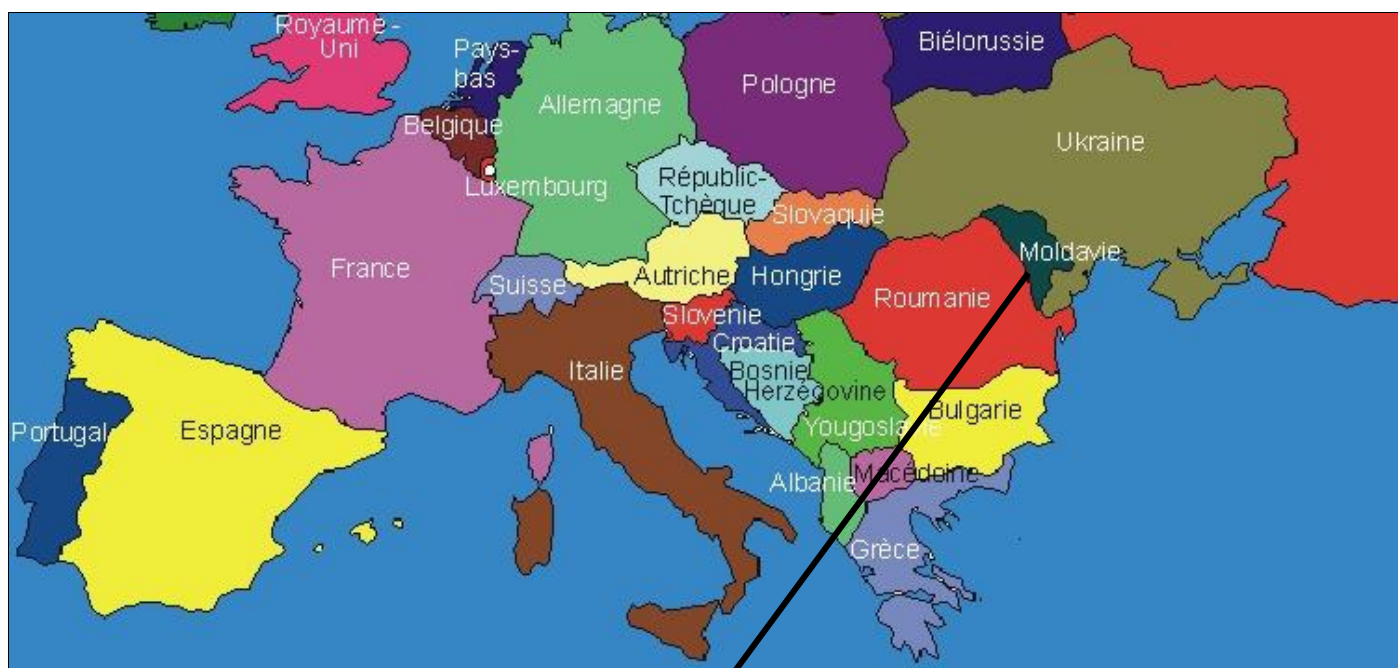 Royaume -
Uni
Pays-
bas
Biélorussie
Pologne
Allemagne
Belgique
Ukraine
Luxembourg
Républic-
Tchèque
Slovaquie
Moldavie
France
Suisse
Autriche
Hongrie
Roumanie
Slovenie
Croatie
Italie
Bosnie
Herzégovine
Bulgarie
Portugal
Espagne
Macédoine
Albanie
Grèce